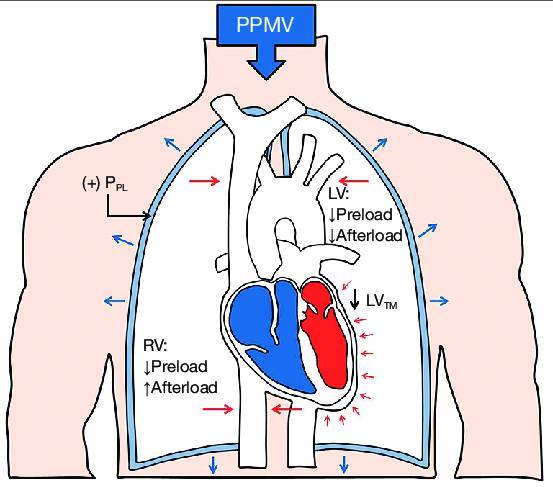 PPMV
(+) P_PL
LV:
↓Preload
↓Afterload
↓ LV_TM
RV:
↓Preload
↑Afterload